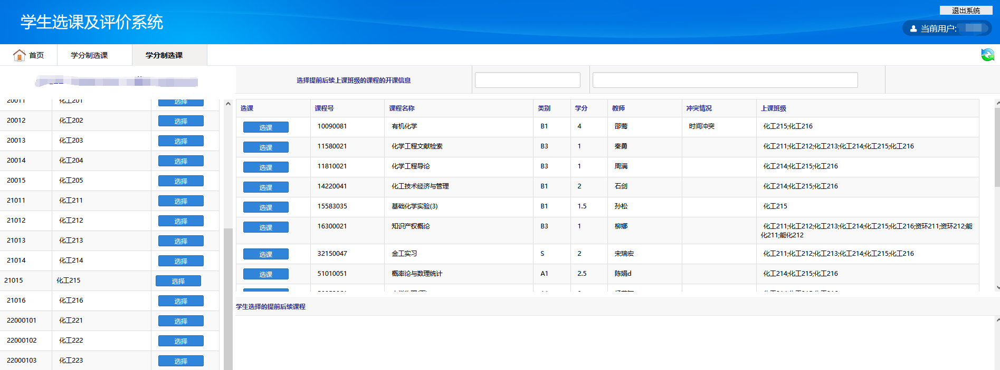 学生选课及评价系统
退出系统
当前用户:
首页
学分制选课
学分制选课
选择提前后续上课班级的课程的开课信息
20011 化工201 选择
20012 化工202 选择
20013 化工203 选择
20014 化工204 选择
20015 化工205 选择
21011 化工211 选择
21012 化工212 选择
21013 化工213 选择
21014 化工214 选择
21015 化工215 选择
21016 化工216 选择
22000101 化工221 选择
22000102 化工222 选择
22000103 化工223 选择
选课 课程号 课程名称 类别 学分 教师 冲突情况 上课班级
选课 10090081 有机化学 B1 4 邵莺 时间冲突 化工215;化工216
选课 11580021 化学工程文献检索 B3 1 秦勇 化工211;化工212;化工213;化工214;化工215;化工216
选课 11810021 化学工程导论 B3 1 周满 化工214;化工215;化工216
选课 14220041 化工技术经济与管理 B1 2 石剑 化工214;化工215;化工216
选课 15583035 基础化学实验(3) B1 1.5 孙松 化工215
选课 16300021 知识产权概论 B3 1 柳娜 化工211;化工212;化工213;化工214;化工215;化工216;资环211;资环212;能
化211;能化212
选课 32150047 金工实习 S 2 宋瑞宏 化工211;化工212;化工213;化工214;化工215;化工216
选课 51010051 概率论与数理统计 A1 2.5 陈娟d 化工214;化工215;化工216
学生选择的提前后续课程